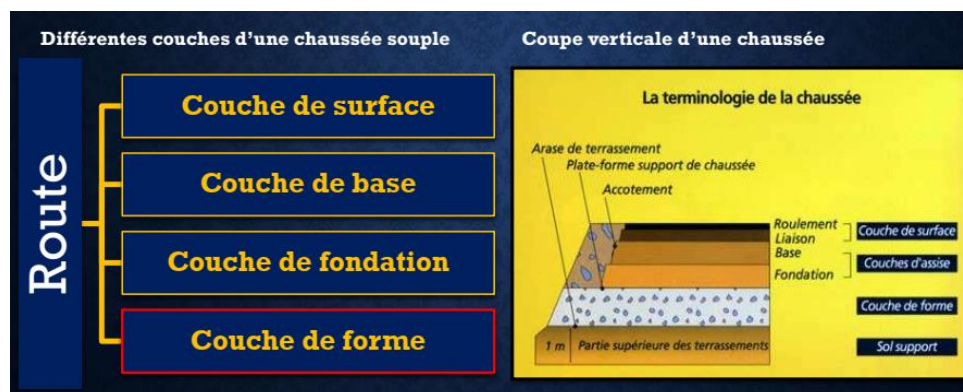 Différentes couches d'une chaussée souple
Coupe verticale d'une chaussée
Route
Couche de surface
Couche de base
Couche de fondation
Couche de forme
La terminologie de la chaussée
Arase de terrassement
Plate-forme support de chaussée
Accotement
Roulement
Liaison
Base
Fondation
Couche de surface
Couches d'assise
Couche de forme
Sol support
1 m
Partie supérieure des terrassements